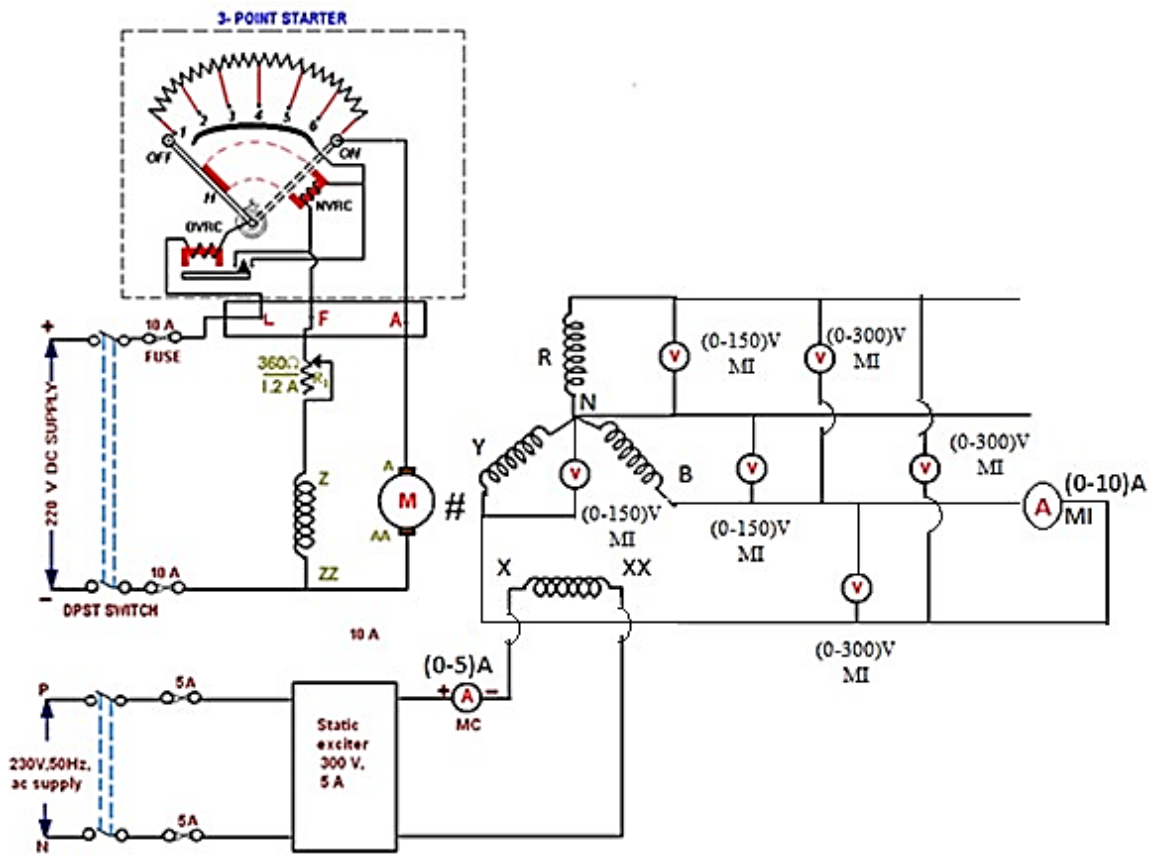 3- POINT STARTER
1
2
3
4
5
6
OFF
ON
H
NVRC
OVRC
L
F
A
+
10 A
FUSE
360Ω
1.2 A
R1
220 V DC SUPPLY
Z
ZZ
A
M
AA
#
-
10 A
DPST SWITCH
10 A
R
N
Y
B
V
(0-150)V
MI
V
(0-300)V
MI
V
(0-150)V
MI
V
(0-150)V
MI
V
(0-300)V
MI
A
(0-10)A
MI
V
(0-300)V
MI
X
XX
(0-5)A
+
A
-
MC
P
5A
230V,50Hz,
ac supply
N
5A
Static
exciter
300 V,
5 A